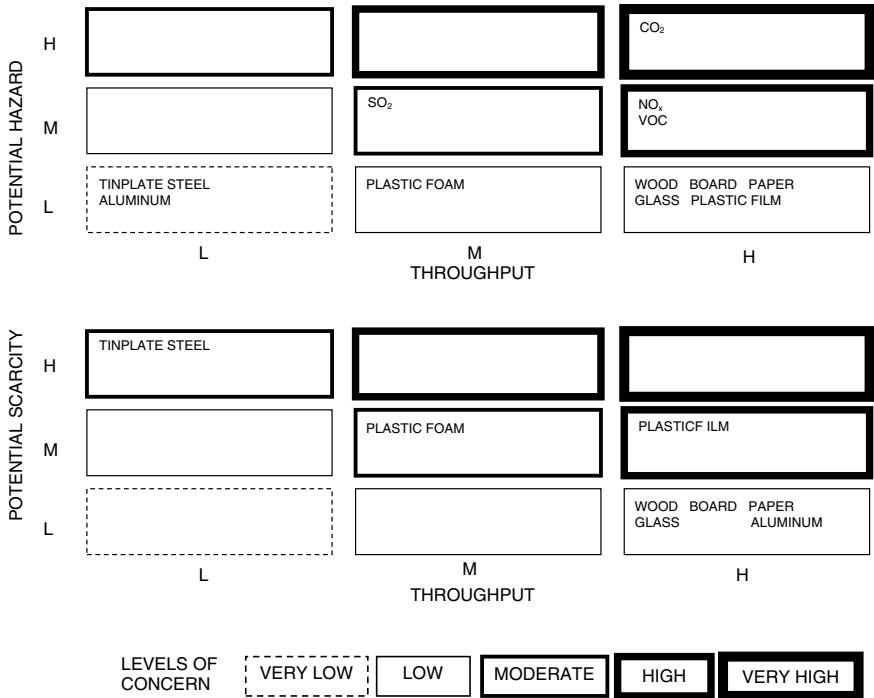 POTENTIAL HAZARD
H
CO₂
M
SO₂
NOₓ
VOC
L
TINPLATE STEEL
ALUMINUM
PLASTIC FOAM
WOOD BOARD PAPER
GLASS PLASTIC FILM
L
M
H
THROUGHPUT
POTENTIAL SCARCITY
H
TINPLATE STEEL
M
PLASTIC FOAM
PLASTICF ILM
L
WOOD BOARD PAPER
GLASS ALUMINUM
L
M
H
THROUGHPUT
LEVELS OF
CONCERN
VERY LOW
LOW
MODERATE
HIGH
VERY HIGH